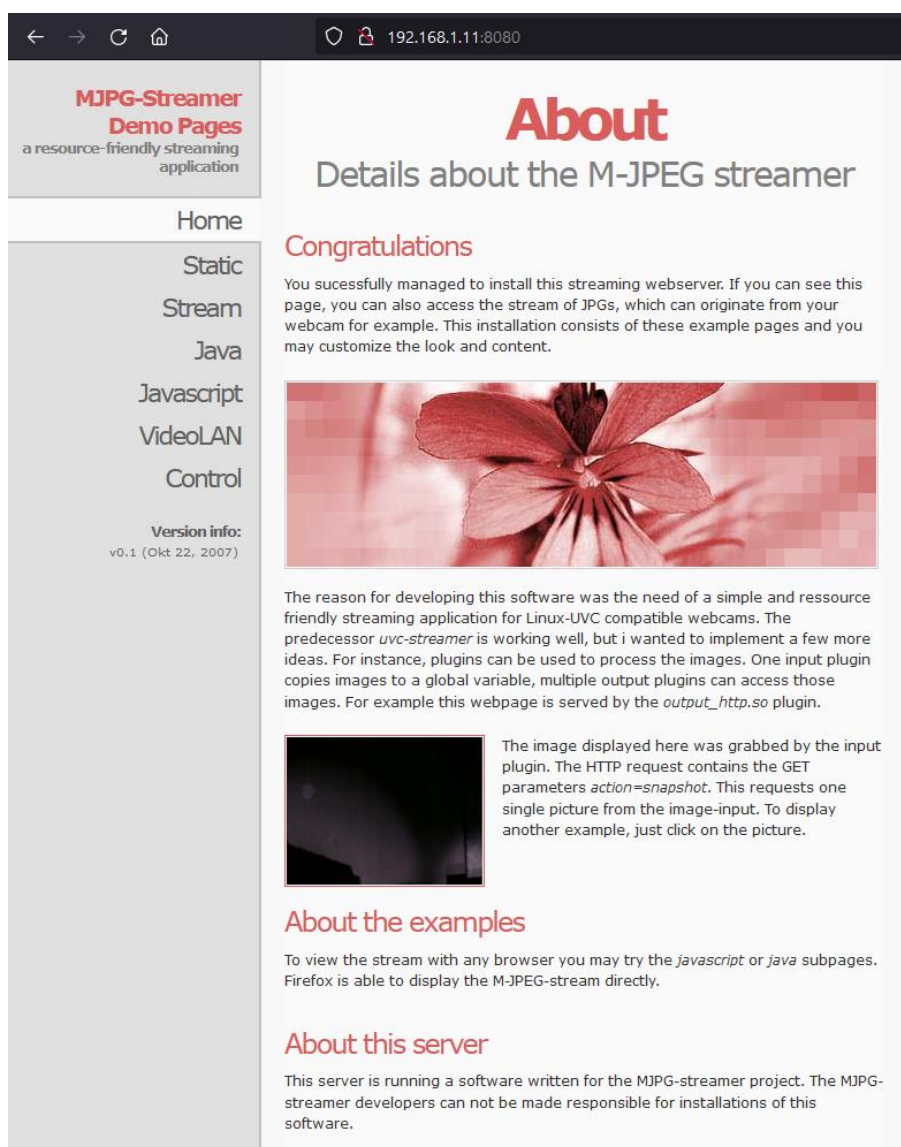 192.168.1.11:8080
MJPG-Streamer
Demo Pages
a resource-friendly streaming
application
Home
Static
Stream
Java
Javascript
VideoLAN
Control
Version info:
v0.1 (Okt 22, 2007)
About
Details about the M-JPEG streamer
Congratulations
You sucessfully managed to install this streaming webserver. If you can see this
page, you can also access the stream of JPGs, which can originate from your
webcam for example. This installation consists of these example pages and you
may customize the look and content.
The reason for developing this software was the need of a simple and ressource
friendly streaming application for Linux-UVC compatible webcams. The
predecessor uvc-streamer is working well, but i wanted to implement a few more
ideas. For instance, plugins can be used to process the images. One input plugin
copies images to a global variable, multiple output plugins can access those
images. For example this webpage is served by the output_http.so plugin.
The image displayed here was grabbed by the input
plugin. The HTTP request contains the GET
parameters action=snapshot. This requests one
single picture from the image-input. To display
another example, just click on the picture.
About the examples
To view the stream with any browser you may try the javascript or java subpages.
Firefox is able to display the M-JPEG-stream directly.
About this server
This server is running a software written for the MJPG-streamer project. The MJPG-
streamer developers can not be made responsible for installations of this
software.